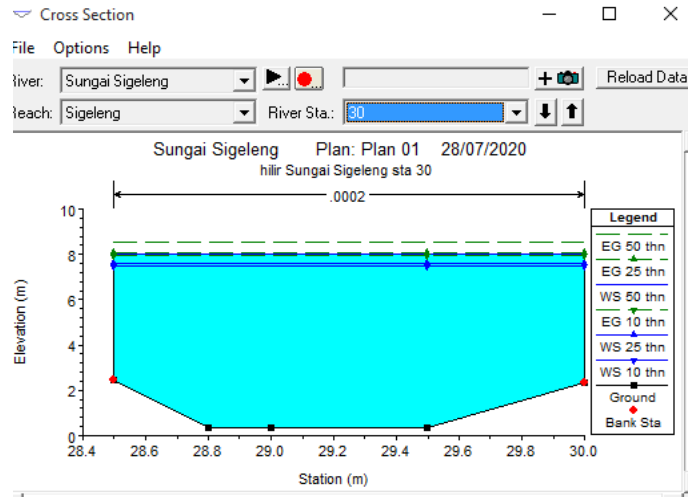 Cross Section
File Options Help
River: Sungai Sigeleng
Reload Data
Reach: Sigeleng River Sta.: 30
Sungai Sigeleng Plan: Plan 01 28/07/2020
hilir Sungai Sigeleng sta 30
.0002
Legend
EG 50 thn
EG 25 thn
WS 50 thn
EG 10 thn
WS 25 thn
WS 10 thn
Ground
Bank Sta
Elevation (m)
10
8
6
4
2
0
28.4 28.6 28.8 29.0 29.2 29.4 29.6 29.8 30.0
Station (m)